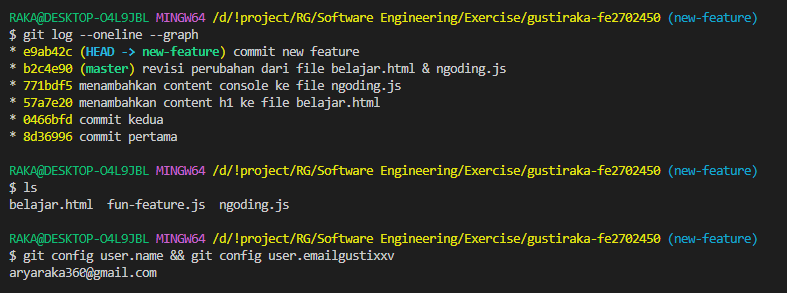 RAKA@DESKTOP-O4L9JBL MINGW64 /d/!project/RG/Software Engineering/Exercise/gustiraka-fe2702450 (new-feature)
$ git log --oneline --graph
* e9ab42c (HEAD -> new-feature) commit new feature
* b2c4e90 (master) revisi perubahan dari file belajar.html & ngoding.js
* 771bdf5 menambahkan content console ke file ngoding.js
* 57a7e20 menambahkan content h1 ke file belajar.html
* 0466bfd commit kedua
* 8d36996 commit pertama
RAKA@DESKTOP-O4L9JBL MINGW64 /d/!project/RG/Software Engineering/Exercise/gustiraka-fe2702450 (new-feature)
$ ls
belajar.html  fun-feature.js  ngoding.js
RAKA@DESKTOP-O4L9JBL MINGW64 /d/!project/RG/Software Engineering/Exercise/gustiraka-fe2702450 (new-feature)
$ git config user.name && git config user.emailgustixxv
aryaraka360@gmail.com